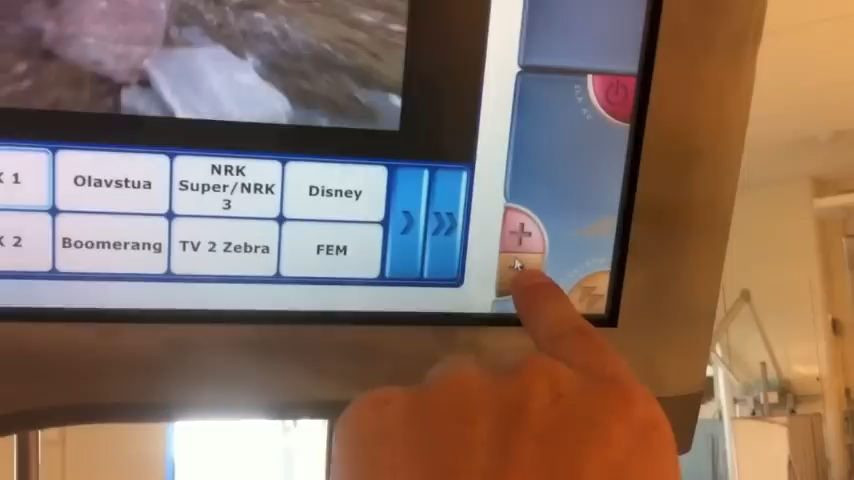 1
Olavstua
NRK
Super/NRK
3
Disney
2
Boomerang
TV 2 Zebra
FEM